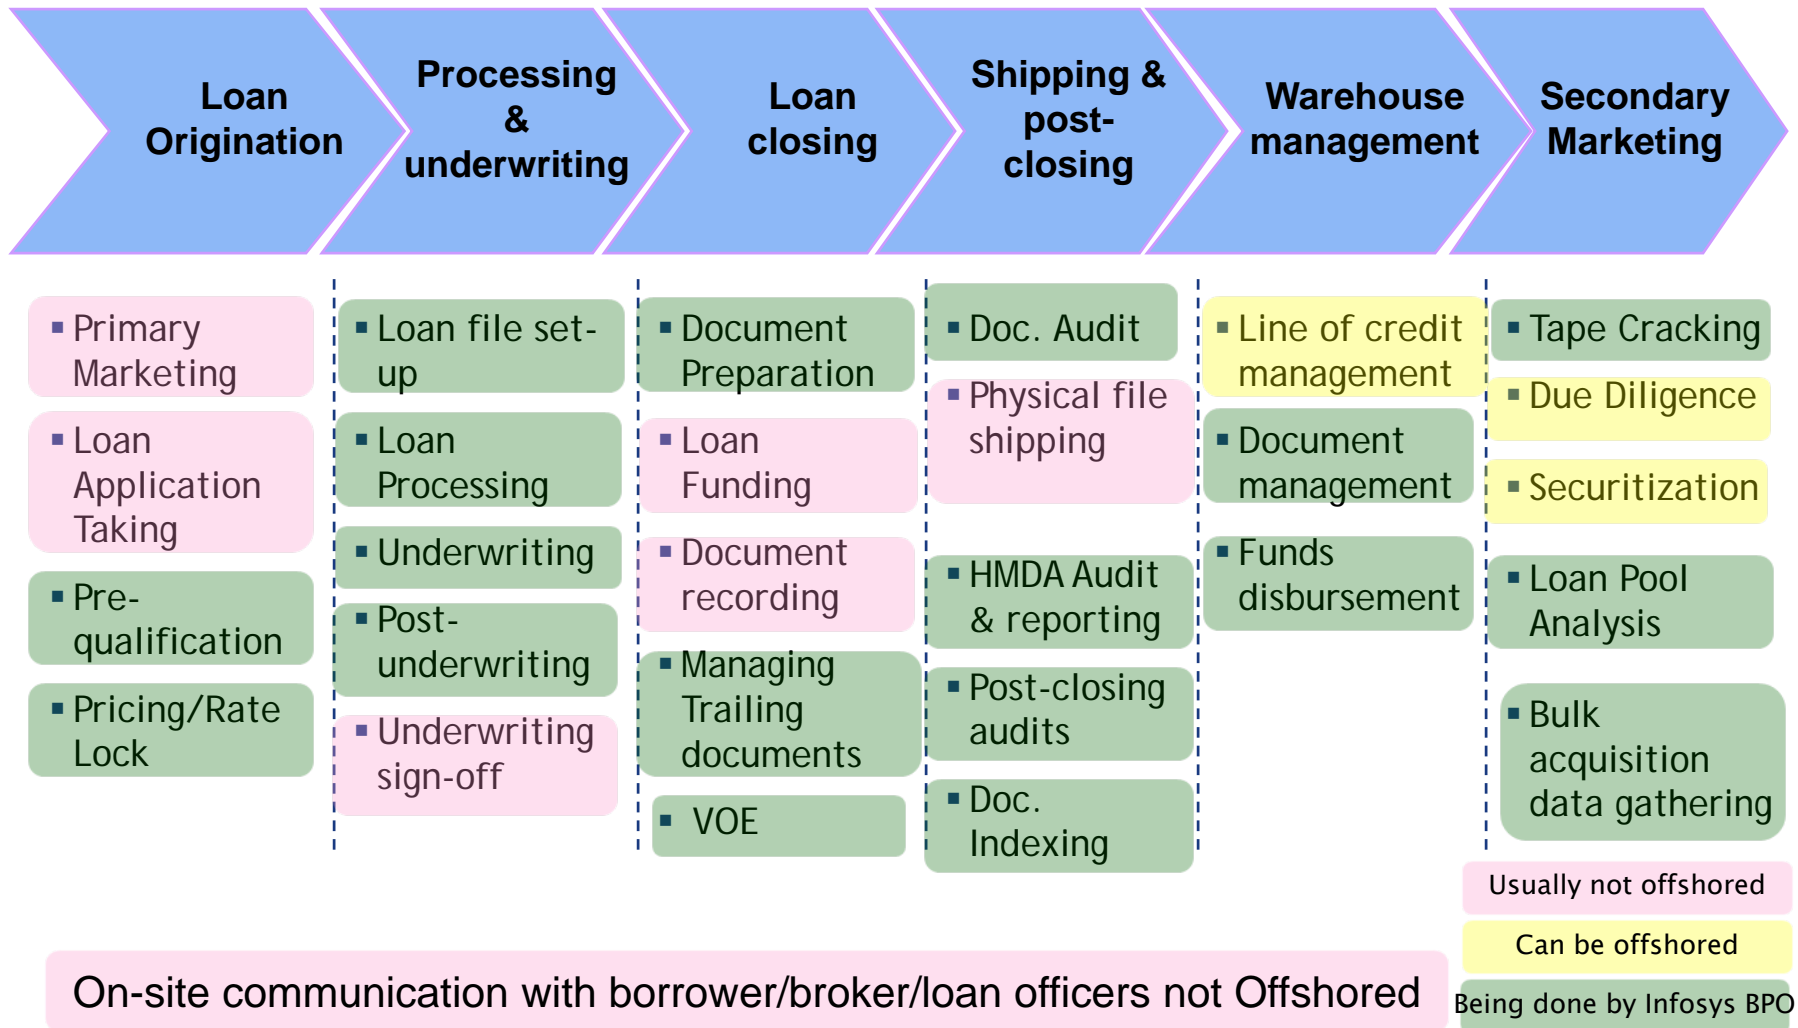 Loan
Origination
Processing
&
underwriting
Loan
closing
Shipping &
post-
closing
Warehouse
management
Secondary
Marketing
▪ Primary
Marketing
▪ Loan
Application
Taking
▪ Pre-
qualification
▪ Pricing/Rate
Lock
▪ Loan file set-
up
▪ Loan
Processing
▪ Underwriting
▪ Post-
underwriting
▪ Underwriting
sign-off
▪ Document
Preparation
▪ Loan
Funding
▪ Document
recording
▪ Managing
Trailing
documents
▪ VOE
▪ Doc. Audit
▪ Physical file
shipping
▪ HMDA Audit
& reporting
▪ Post-closing
audits
▪ Doc.
Indexing
▪ Line of credit
management
▪ Document
management
▪ Funds
disbursement
▪ Tape Cracking
▪ Due Diligence
▪ Securitization
▪ Loan Pool
Analysis
▪ Bulk
acquisition
data gathering
Usually not offshored
Can be offshored
Being done by Infosys BPO
On-site communication with borrower/broker/loan officers not Offshored